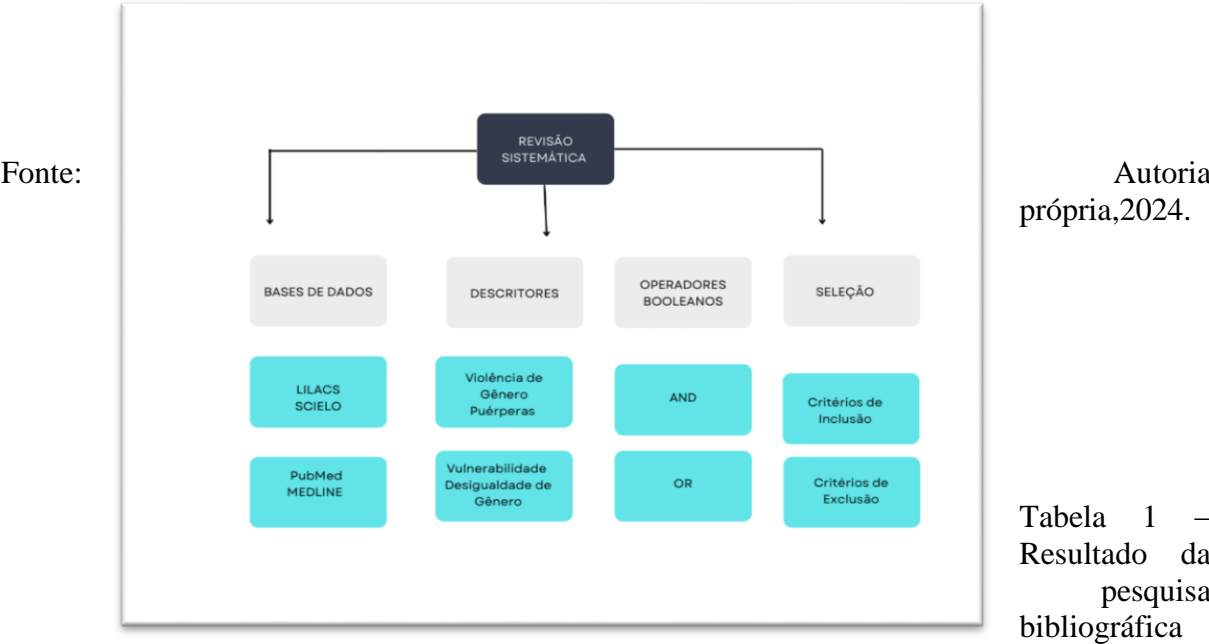 REVISÃO
SISTEMÁTICA
Fonte: Autoria
própria,2024.
BASES DE DADOS
DESCRITORES
OPERADORES
BOOLEANOS
SELEÇÃO
LILACS
SCIELO
Violência de
Gênero
Puérperas
AND
Critérios de
Inclusão
PubMed
MEDLINE
Vulnerabilidade
Desigualdade de
Gênero
OR
Critérios de
Exclusão
Tabela 1 –
Resultado da
pesquisa
bibliográfica